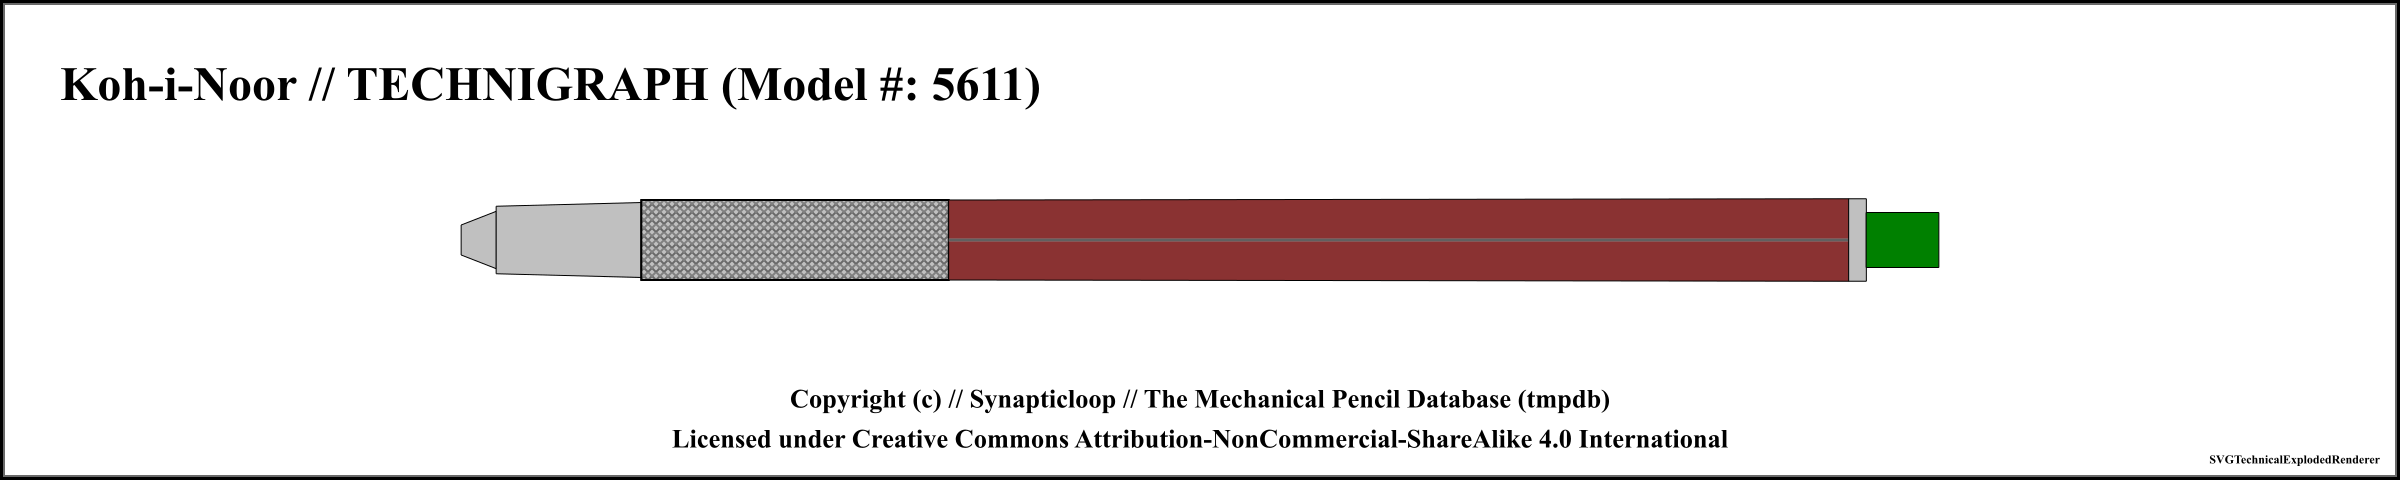 Koh-i-Noor // TECHNIGRAPH (Model #: 5611)
Copyright (c) // Synapticloop // The Mechanical Pencil Database (tmpdb)
Licensed under Creative Commons Attribution-NonCommercial-ShareAlike 4.0 International
SVGTechnicalExplodedRenderer